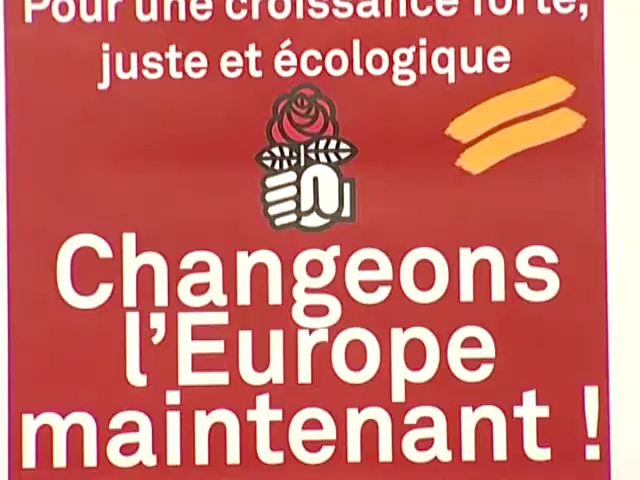 Pour une croissance forte,
juste et écologique
Changeons
l'Europe
maintenant !